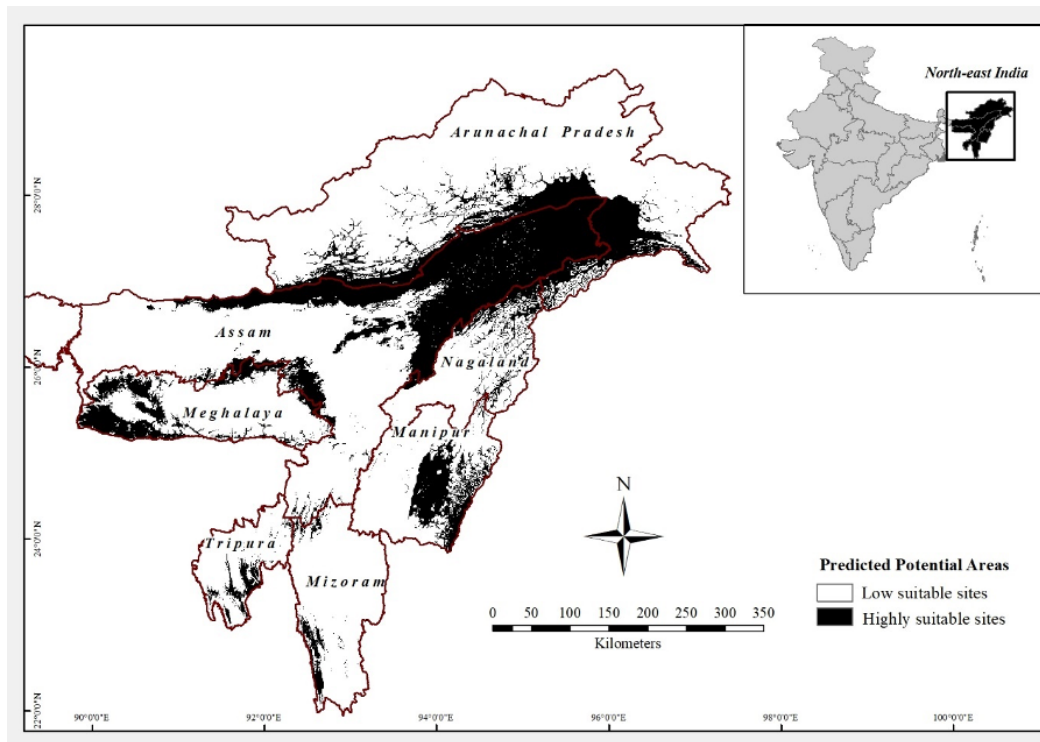 North-east India
Arunachal Pradesh
Assam
Nagaland
Meghalaya
Manipur
Tripura
Mizoram
N
0 50 100 150 200 250 300 350
Kilometers
Predicted Potential Areas
Low suitable sites
Highly suitable sites
28°0'0"N
26°0'0"N
24°0'0"N
22°0'0"N
90°0'0"E 92°0'0"E 94°0'0"E 96°0'0"E 98°0'0"E 100°0'0"E